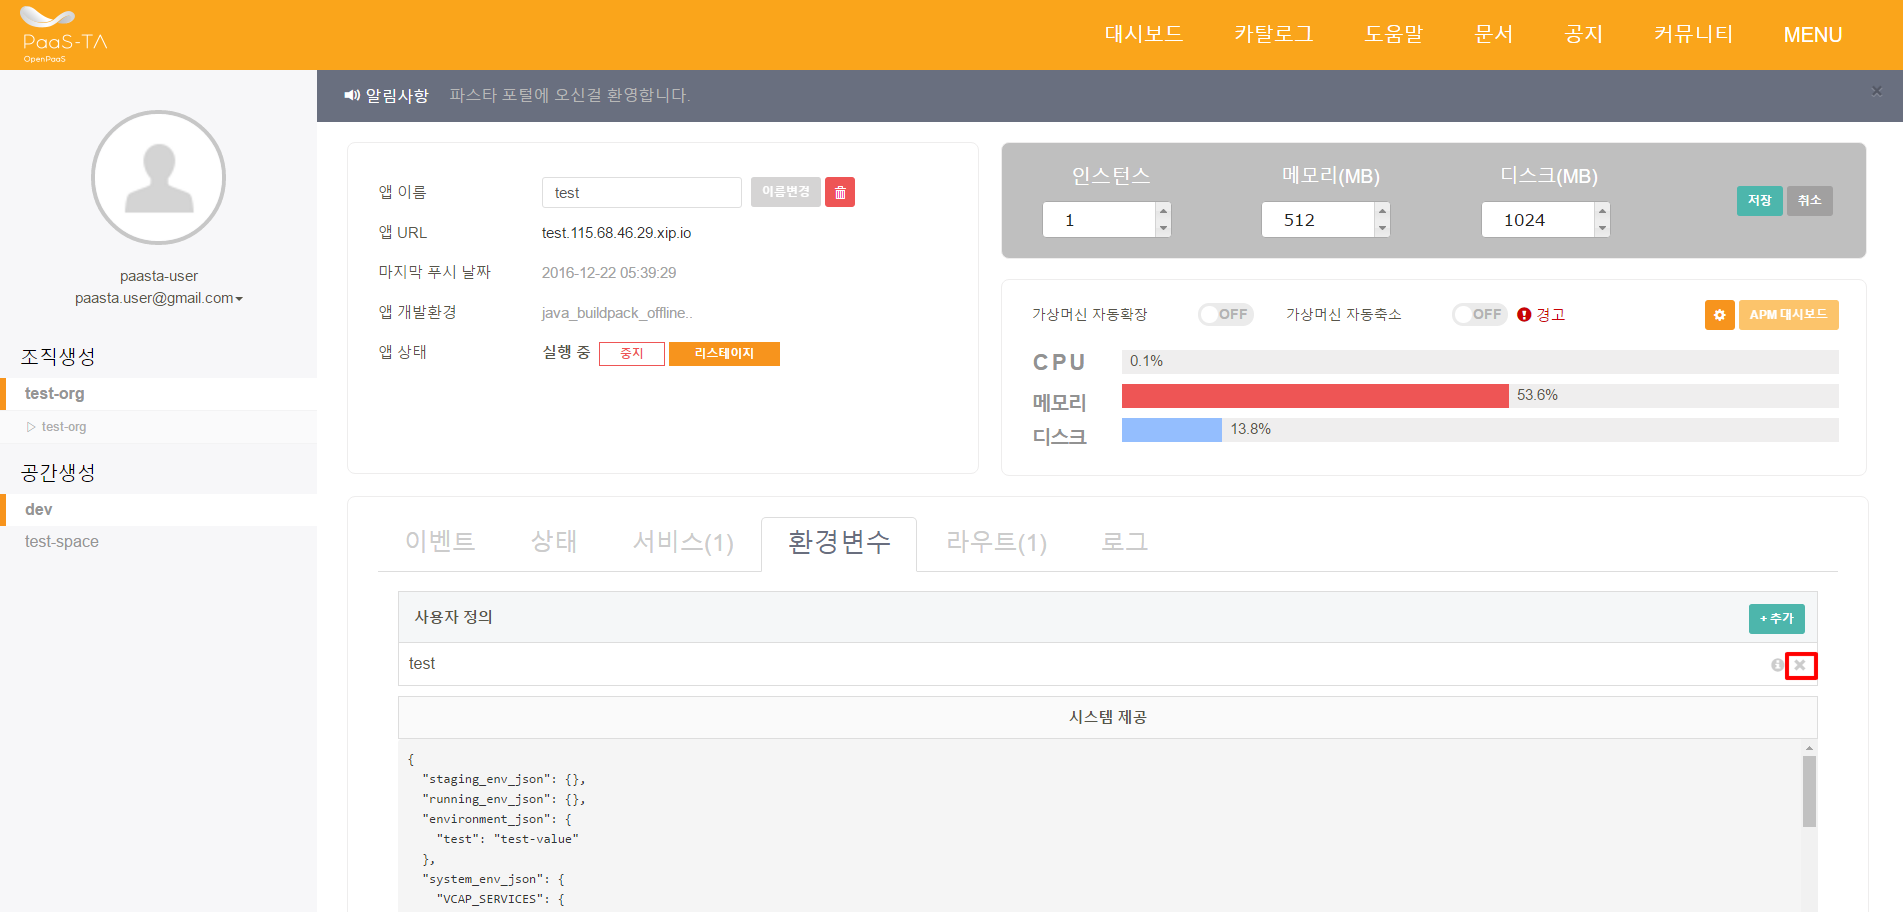 PaaS-TA
OpenPaaS
대시보드 카탈로그 도움말 문서 공지 커뮤니티 MENU
알림사항 파스타 포털에 오신걸 환영합니다.
paasta-user
paasta.user@gmail.com
조직생성
test-org
test-org
공간생성
dev
test-space
앱 이름 test 이름변경
앱 URL test.115.68.46.29.xip.io
마지막 푸시 날짜 2016-12-22 05:39:29
앱 개발환경 java_buildpack_offline..
앱 상태 실행 중 중지 리스테이지
인스턴스 메모리(MB) 디스크(MB)
1 512 1024 저장 취소
가상머신 자동확장 OFF 가상머신 자동축소 OFF 경고 APM 대시보드
CPU 0.1%
메모리 53.6%
디스크 13.8%
이벤트 상태 서비스(1) 환경변수 라우트(1) 로그
사용자 정의 + 추가
test
시스템 제공
{
"staging_env_json": {},
"running_env_json": {},
"environment_json": {
"test": "test-value"
},
"system_env_json": {
"VCAP_SERVICES": {